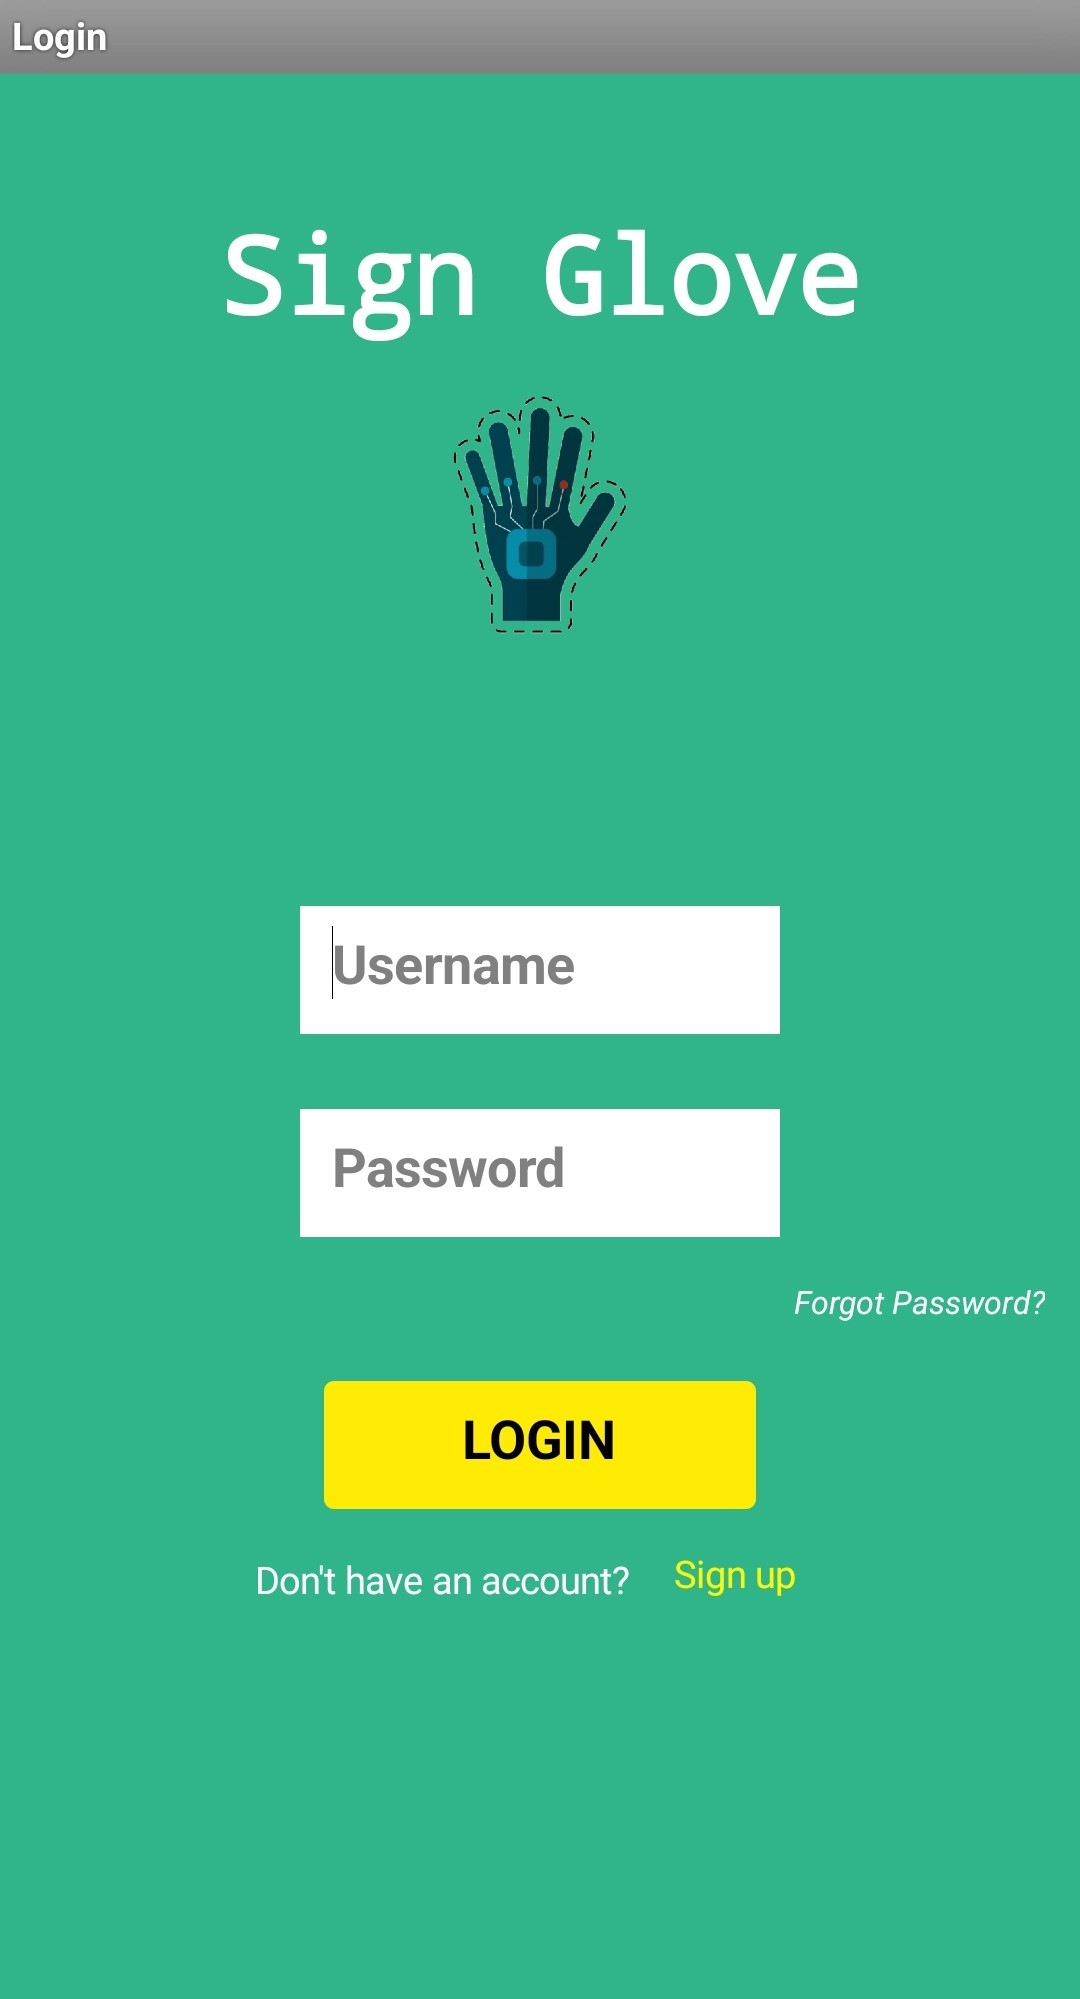 Login
Sign Glove
Username
Password
Forgot Password?
LOGIN
Don't have an account? Sign up